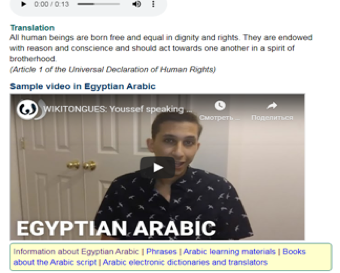 0:00 / 0:13
Translation
All human beings are born free and equal in dignity and rights. They are endowed
with reason and conscience and should act towards one another in a spirit of
brotherhood.
(Article 1 of the Universal Declaration of Human Rights)
Sample video in Egyptian Arabic
WIKITONGUES: Youssef speaking ...
Смотреть ...
Поделиться
EGYPTIAN ARABIC
Information about Egyptian Arabic | Phrases | Arabic learning materials | Books
about the Arabic script | Arabic electronic dictionaries and translators